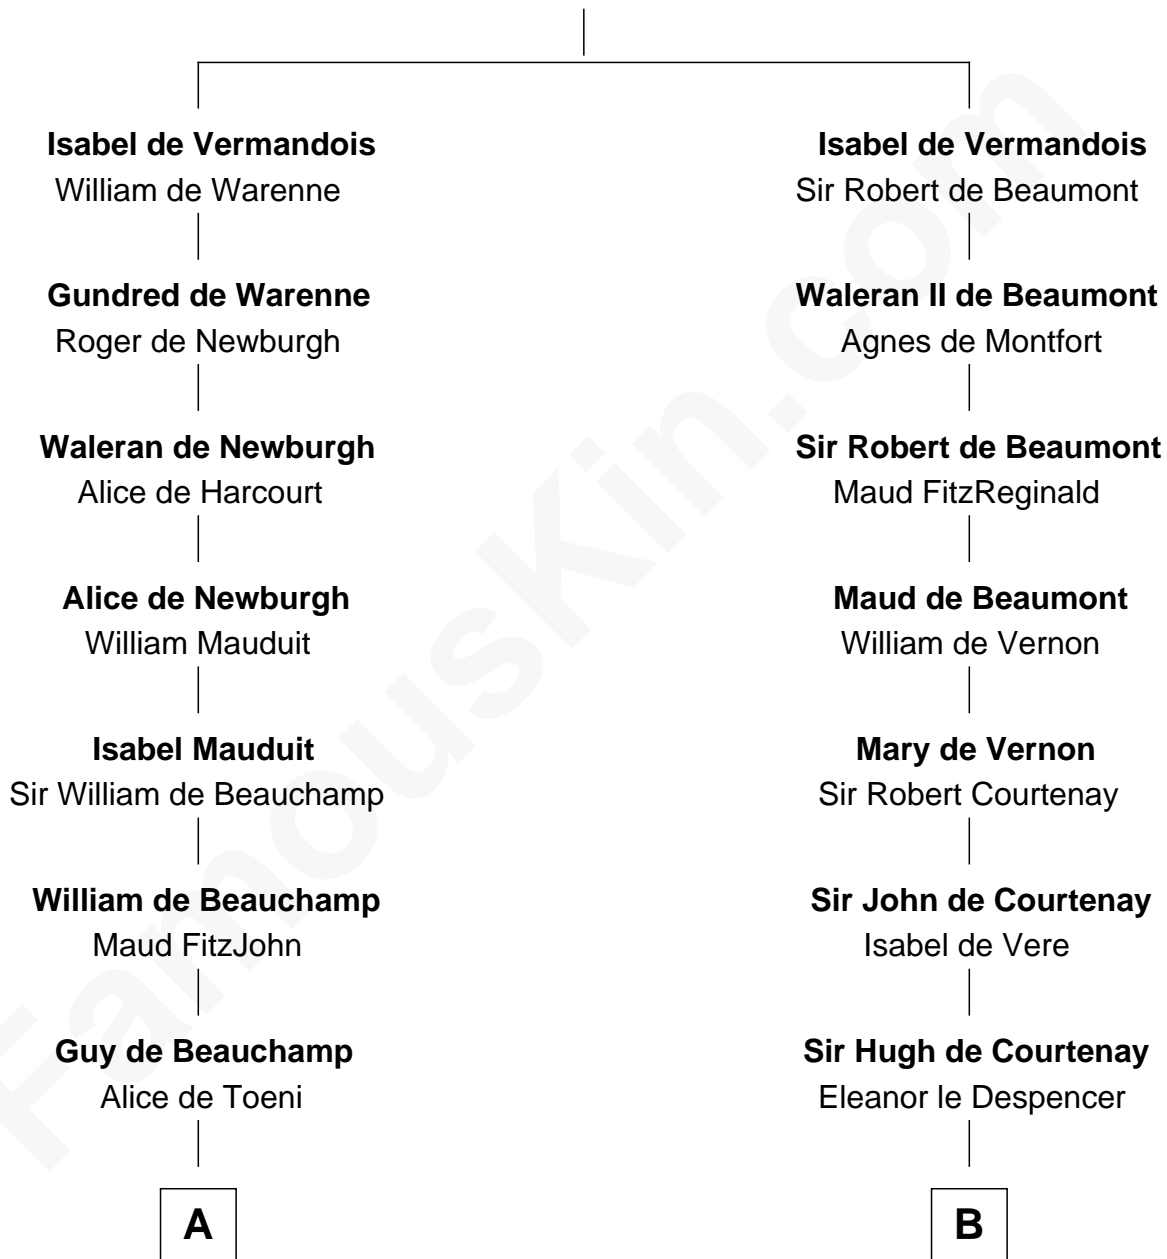 Isabel de Vermandois
William de Warenne
Gundred de Warenne
Roger de Newburgh
Waleran de Newburgh
Alice de Harcourt
Alice de Newburgh
William Mauduit
Isabel Mauduit
Sir William de Beauchamp
William de Beauchamp
Maud FitzJohn
Guy de Beauchamp
Alice de Toeni
A
Isabel de Vermandois
Sir Robert de Beaumont
Waleran II de Beaumont
Agnes de Montfort
Sir Robert de Beaumont
Maud FitzReginald
Maud de Beaumont
William de Vernon
Mary de Vernon
Sir Robert Courtenay
Sir John de Courtenay
Isabel de Vere
Sir Hugh de Courtenay
Eleanor le Despencer
B
FamousKin.com